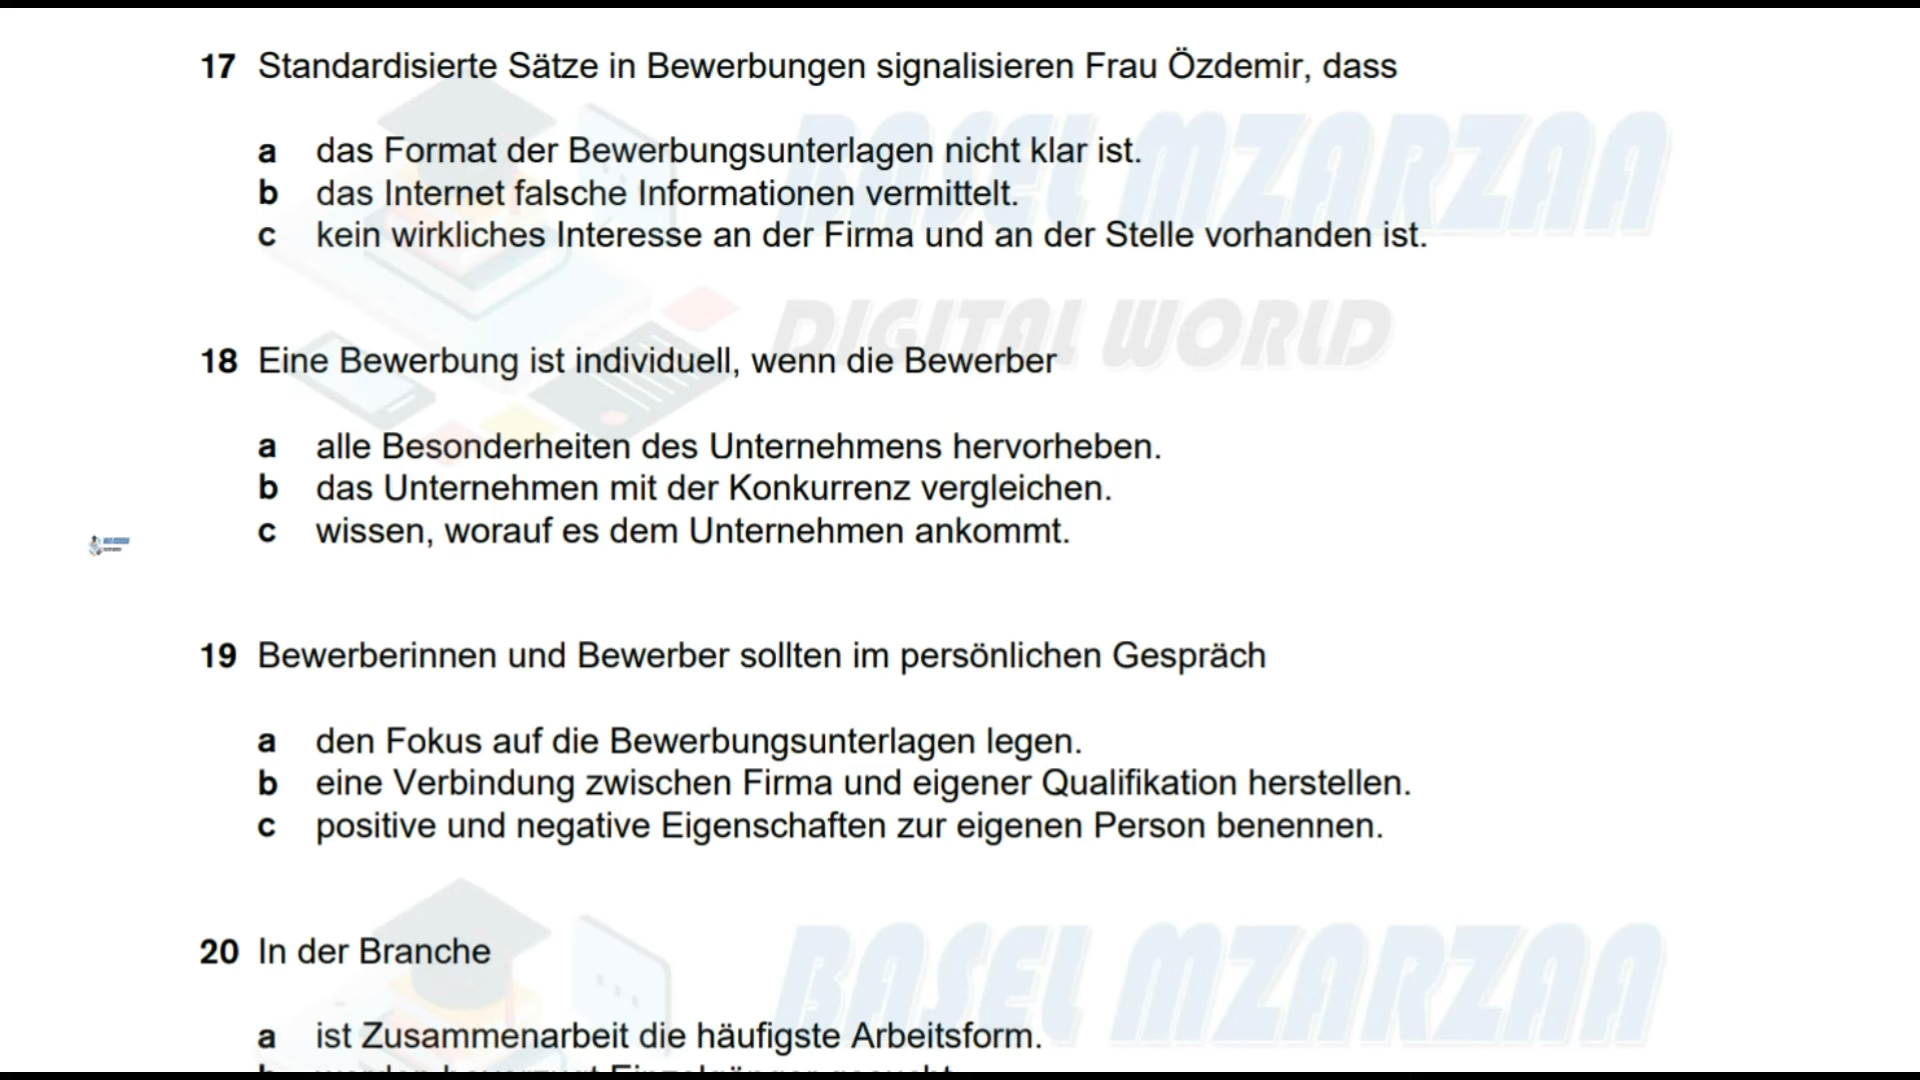 17 Standardisierte Sätze in Bewerbungen signalisieren Frau Özdemir, dass
a das Format der Bewerbungsunterlagen nicht klar ist.
b das Internet falsche Informationen vermittelt.
c kein wirkliches Interesse an der Firma und an der Stelle vorhanden ist.
BASEL MZARZAA
DIGITAL WORLD
18 Eine Bewerbung ist individuell, wenn die Bewerber
a alle Besonderheiten des Unternehmens hervorheben.
b das Unternehmen mit der Konkurrenz vergleichen.
c wissen, worauf es dem Unternehmen ankommt.
19 Bewerberinnen und Bewerber sollten im persönlichen Gespräch
a den Fokus auf die Bewerbungsunterlagen legen.
b eine Verbindung zwischen Firma und eigener Qualifikation herstellen.
c positive und negative Eigenschaften zur eigenen Person benennen.
20 In der Branche
BASEL MZARZAA
a ist Zusammenarbeit die häufigste Arbeitsform.